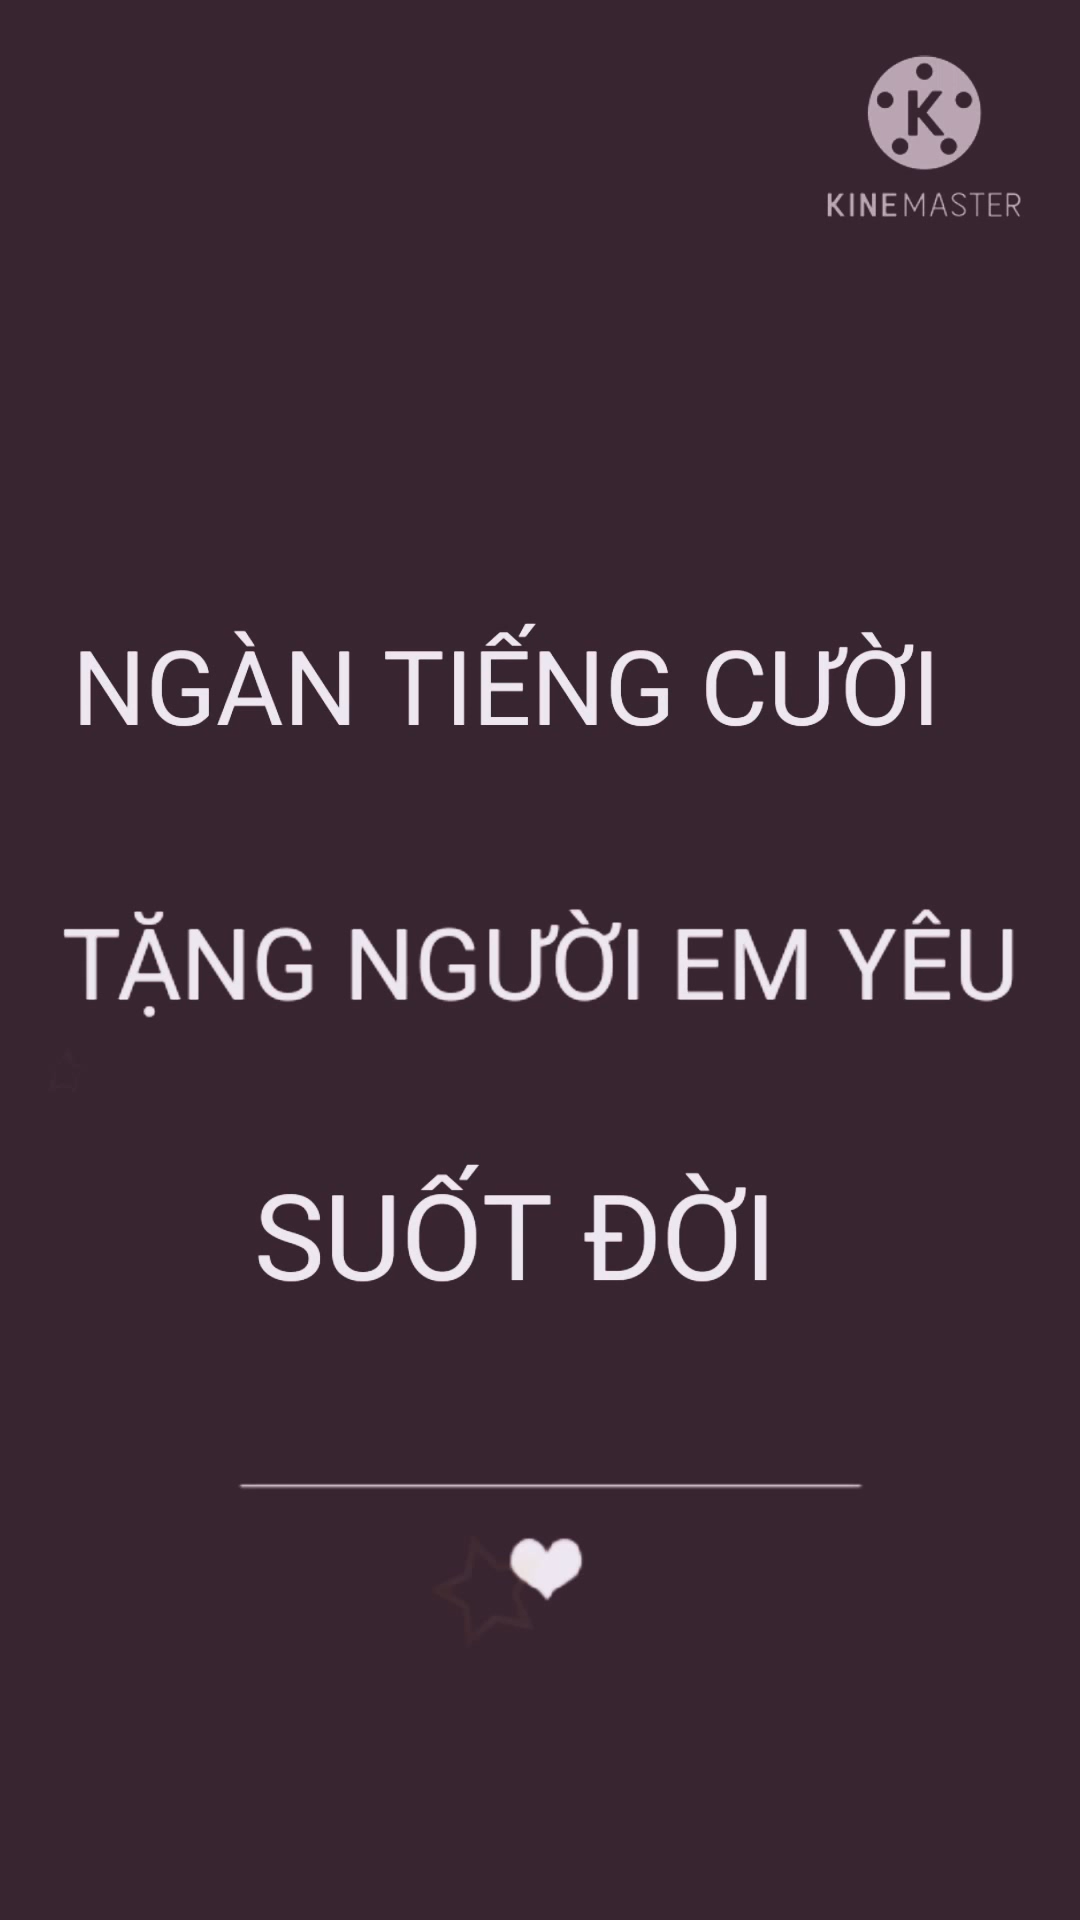 K
KINEMASTER
NGÀN TIẾNG CƯỜI
TẶNG NGƯỜI EM YÊU
SUỐT ĐỜI